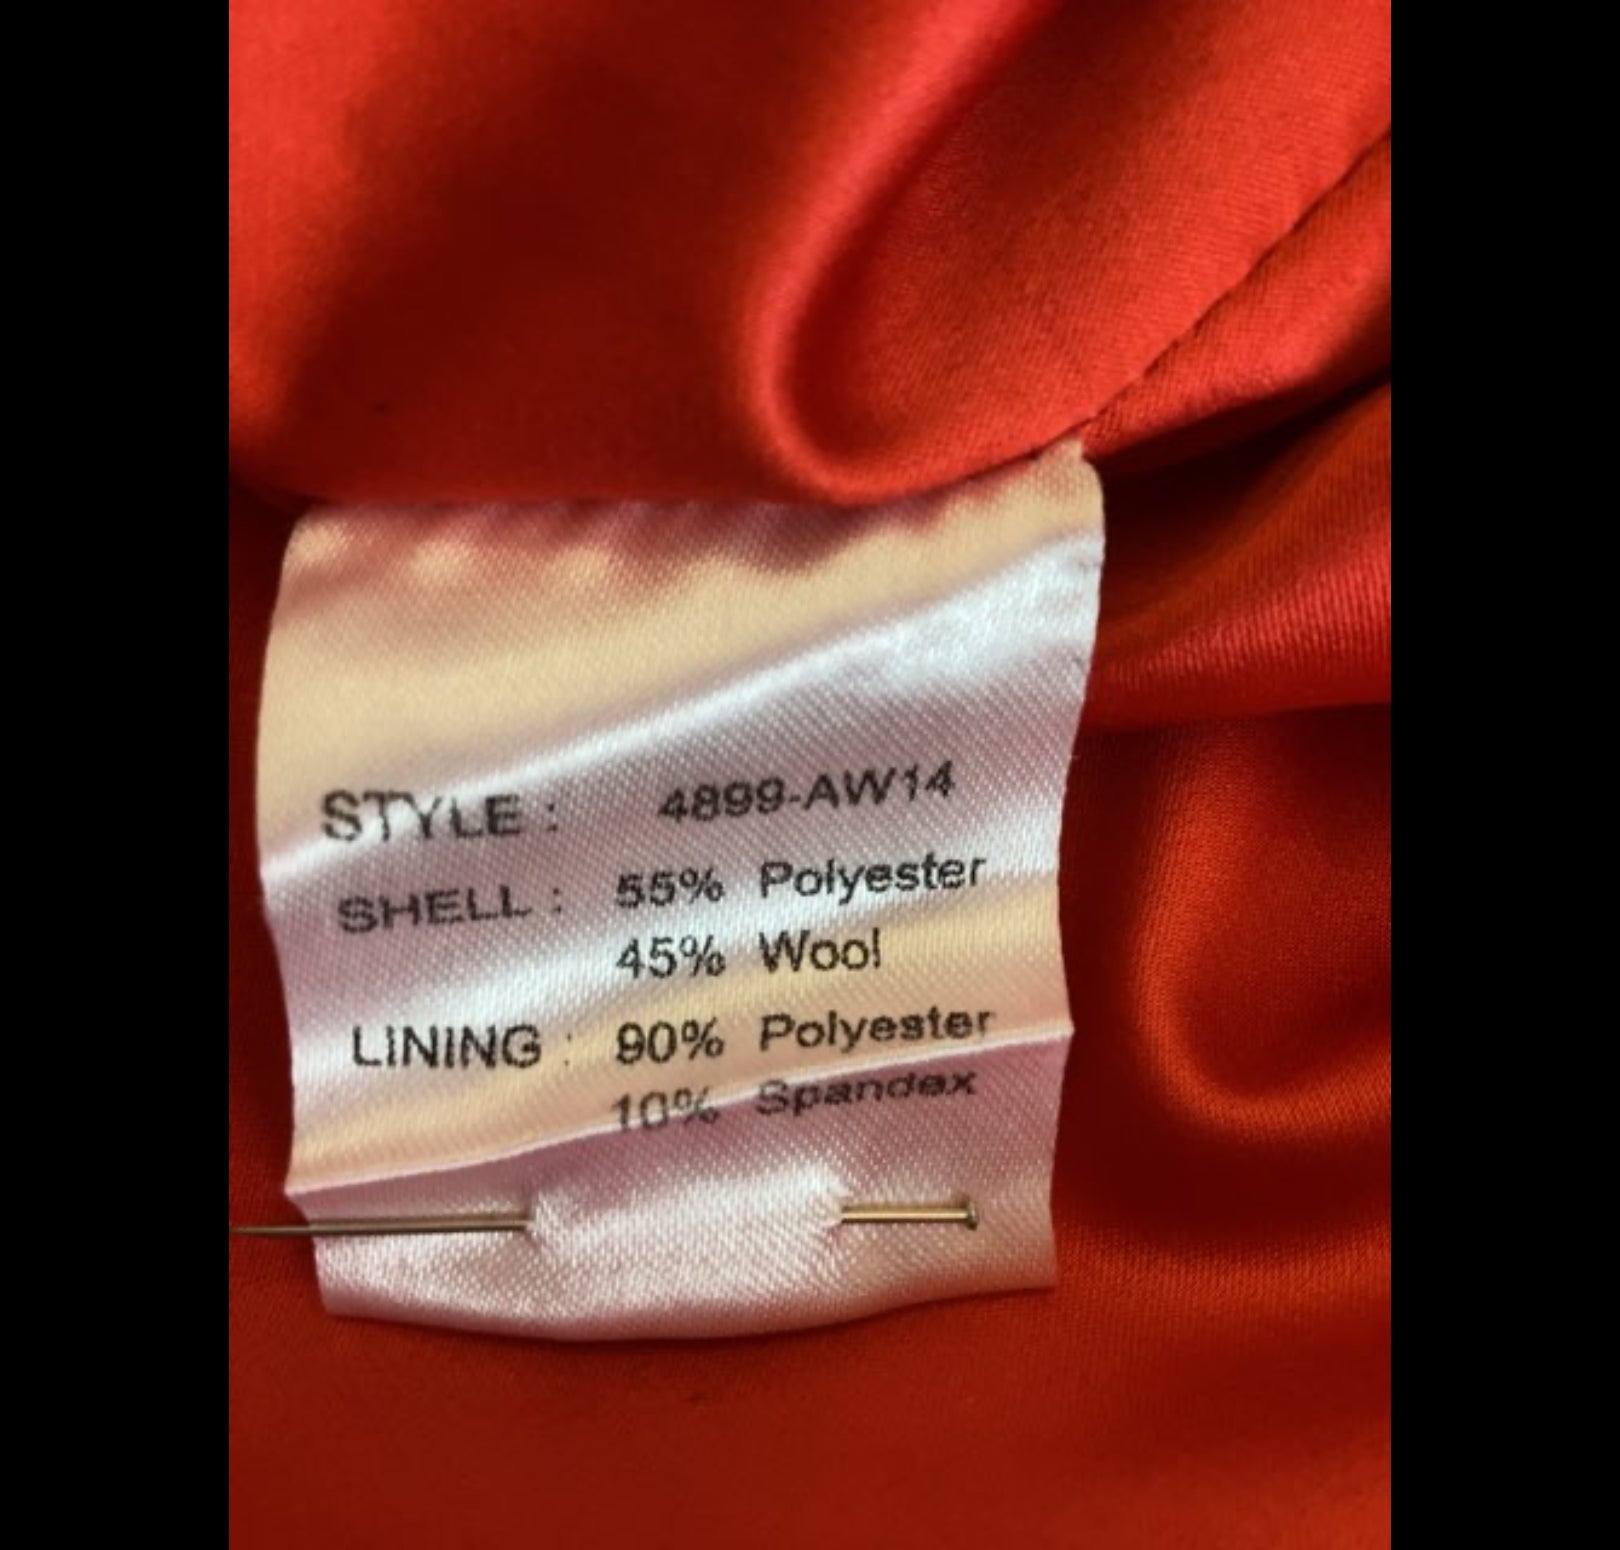 STYLE : 4899-AW14
SHELL : 55% Polyester
45% Wool
LINING : 90% Polyester
10% Spandex